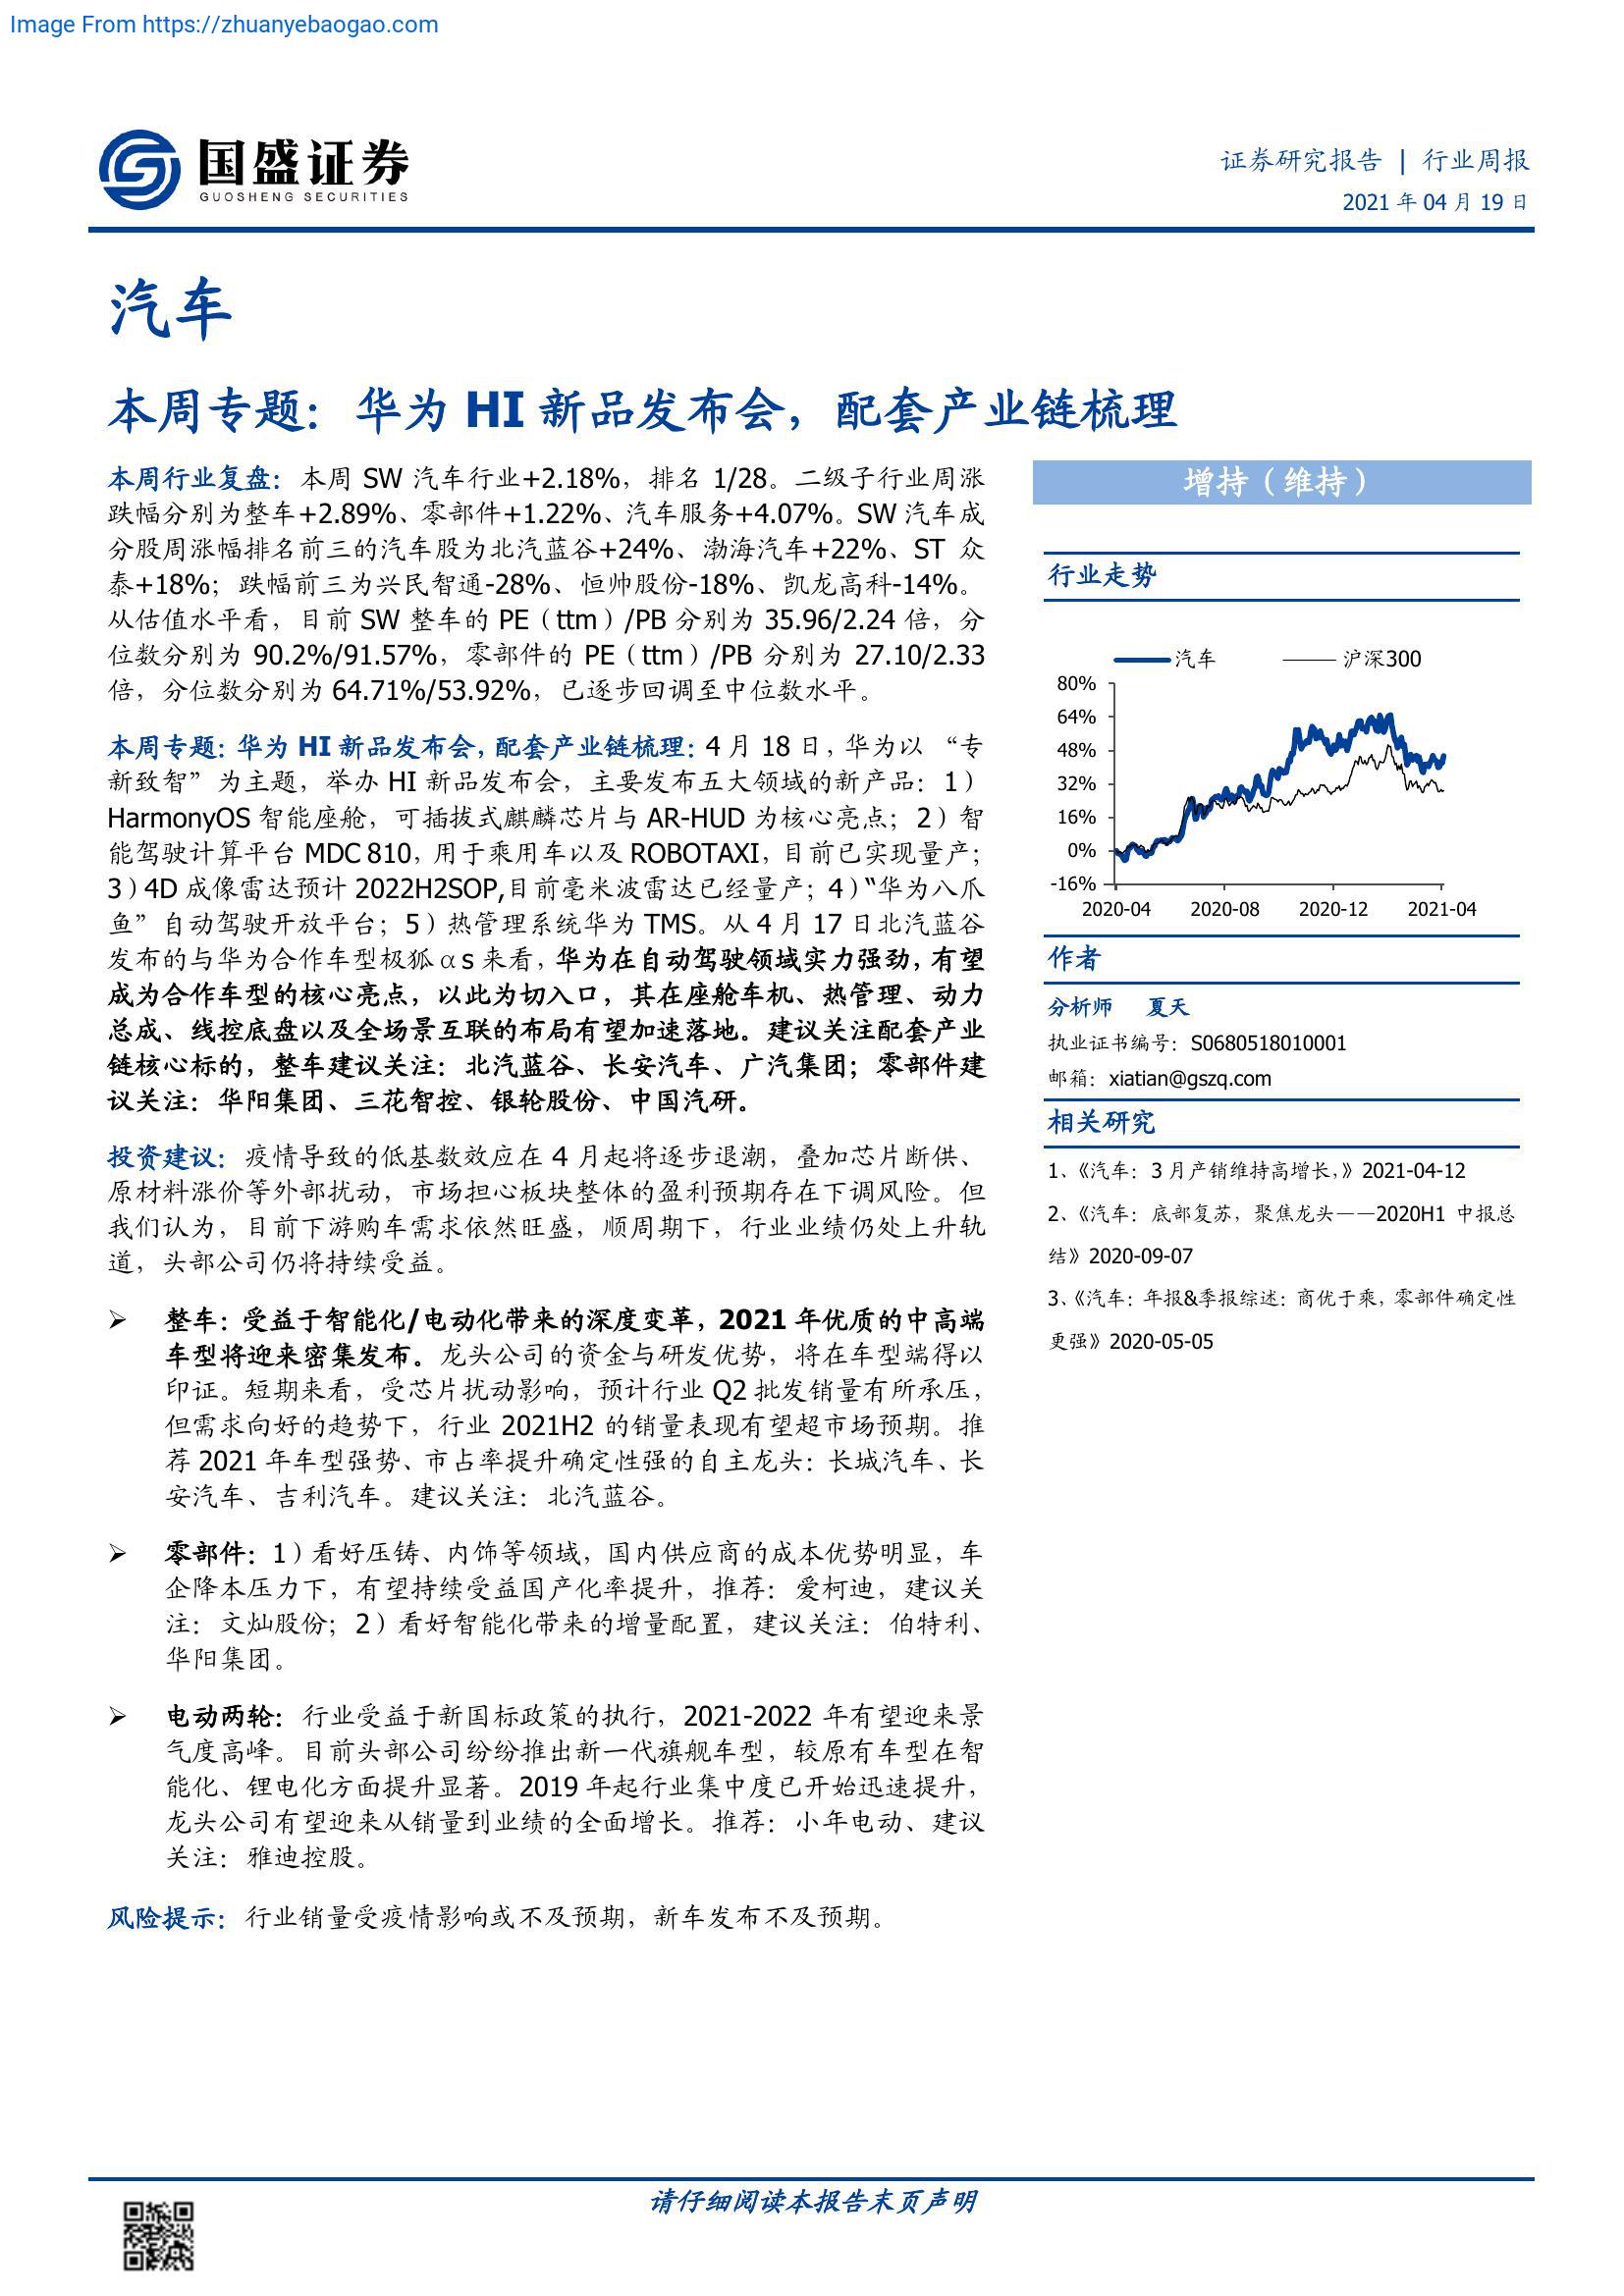 Image From https://zhuanyebaogao.com
国盛证券
GUOSHENG SECURITIES
证券研究报告 | 行业周报
2021 年 04 月 19 日
汽车
本周专题：华为 HI 新品发布会，配套产业链梳理
本周行业复盘：本周 SW 汽车行业+2.18%，排名 1/28。二级子行业周涨
跌幅分别为整车+2.89%、零部件+1.22%、汽车服务+4.07%。SW 汽车成
分股周涨幅排名前三的汽车股为北汽蓝谷+24%、渤海汽车+22%、ST 众
泰+18%；跌幅前三为兴民智通-28%、恒帅股份-18%、凯龙高科-14%。
从估值水平看，目前 SW 整车的 PE（ttm）/PB 分别为 35.96/2.24 倍，分
位数分别为 90.2%/91.57%，零部件的 PE（ttm）/PB 分别为 27.10/2.33
倍，分位数分别为 64.71%/53.92%，已逐步回调至中位数水平。
本周专题：华为 HI 新品发布会，配套产业链梳理：4 月 18 日，华为以 “专
新致智”为主题，举办 HI 新品发布会，主要发布五大领域的新产品：1）
HarmonyOS 智能座舱，可插拔式麒麟芯片与 AR-HUD 为核心亮点；2）智
能驾驶计算平台 MDC 810，用于乘用车以及 ROBOTAXI，目前已实现量产；
3）4D 成像雷达预计 2022H2SOP,目前毫米波雷达已经量产；4）“华为八爪
鱼”自动驾驶开放平台；5）热管理系统华为 TMS。从 4 月 17 日北汽蓝谷
发布的与华为合作车型极狐 αs 来看，华为在自动驾驶领域实力强劲，有望
成为合作车型的核心亮点，以此为切入口，其在座舱车机、热管理、动力
总成、线控底盘以及全场景互联的布局有望加速落地。建议关注配套产业
链核心标的，整车建议关注：北汽蓝谷、长安汽车、广汽集团；零部件建
议关注：华阳集团、三花智控、银轮股份、中国汽研。
投资建议：疫情导致的低基数效应在 4 月起将逐步退潮，叠加芯片断供、
原材料涨价等外部扰动，市场担心板块整体的盈利预期存在下调风险。但
我们认为，目前下游购车需求依然旺盛，顺周期下，行业业绩仍处上升轨
道，头部公司仍将持续受益。
➢ 整车：受益于智能化/电动化带来的深度变革，2021 年优质的中高端
车型将迎来密集发布。龙头公司的资金与研发优势，将在车型端得以
印证。短期来看，受芯片扰动影响，预计行业 Q2 批发销量有所承压，
但需求向好的趋势下，行业 2021H2 的销量表现有望超市场预期。推
荐 2021 年车型强势、市占率提升确定性强的自主龙头：长城汽车、长
安汽车、吉利汽车。建议关注：北汽蓝谷。
➢ 零部件：1）看好压铸、内饰等领域，国内供应商的成本优势明显，车
企降本压力下，有望持续受益国产化率提升，推荐：爱柯迪，建议关
注：文灿股份；2）看好智能化带来的增量配置，建议关注：伯特利、
华阳集团。
➢ 电动两轮：行业受益于新国标政策的执行，2021-2022 年有望迎来景
气度高峰。目前头部公司纷纷推出新一代旗舰车型，较原有车型在智
能化、锂电化方面提升显著。2019 年起行业集中度已开始迅速提升，
龙头公司有望迎来从销量到业绩的全面增长。推荐：小年电动、建议
关注：雅迪控股。
风险提示：行业销量受疫情影响或不及预期，新车发布不及预期。
增持（维持）
行业走势
汽车 沪深300
80%
64%
48%
32%
16%
0%
-16%
2020-04 2020-08 2020-12 2021-04
作者
分析师 夏天
执业证书编号：S0680518010001
邮箱：xiatian@gszq.com
相关研究
1、《汽车：3 月产销维持高增长,》2021-04-12
2、《汽车：底部复苏，聚焦龙头——2020H1 中报总
结》2020-09-07
3、《汽车：年报&季报综述：商优于乘，零部件确定性
更强》2020-05-05
请仔细阅读本报告末页声明